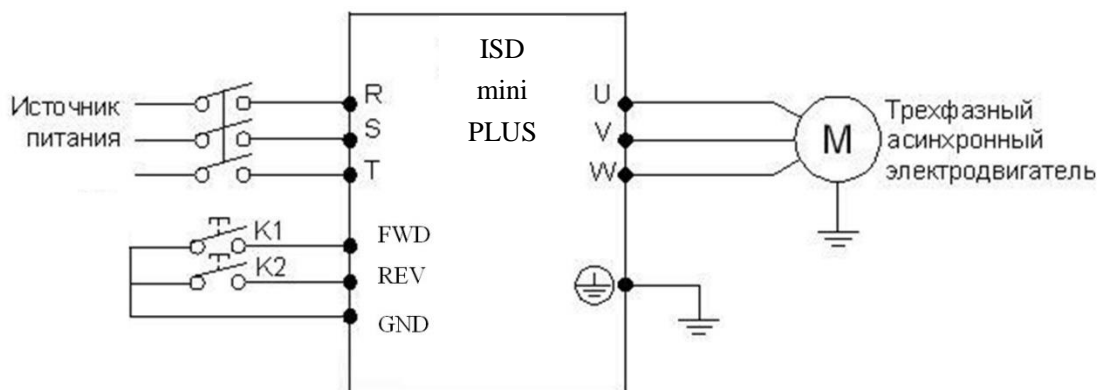 ISD
mini
PLUS
Источник
питания
R
S
T
U
V
W
M
Трехфазный
асинхронный
электродвигатель
K1
FWD
K2
REV
GND